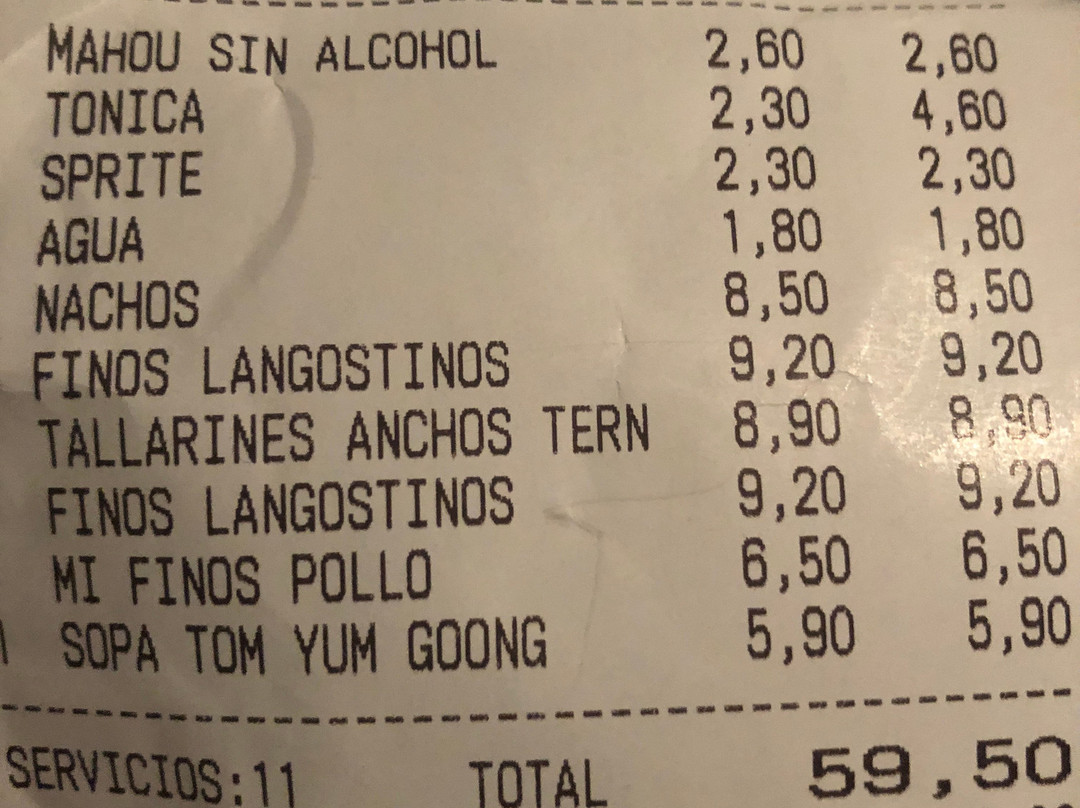 MAHOU SIN ALCOHOL 2,60 2,60
TONICA 2,30 4,60
SPRITE 2,30 2,30
AGUA 1,80 1,80
NACHOS 8,50 8,50
FINOS LANGOSTINOS 9,20 9,20
TALLARINES ANCHOS TERN 8,90 8,90
FINOS LANGOSTINOS 9,20 9,20
MI FINOS POLLO 6,50 6,50
SOPA TOM YUM GOONG 5,90 5,90
SERVICIOS:11 TOTAL 59,50